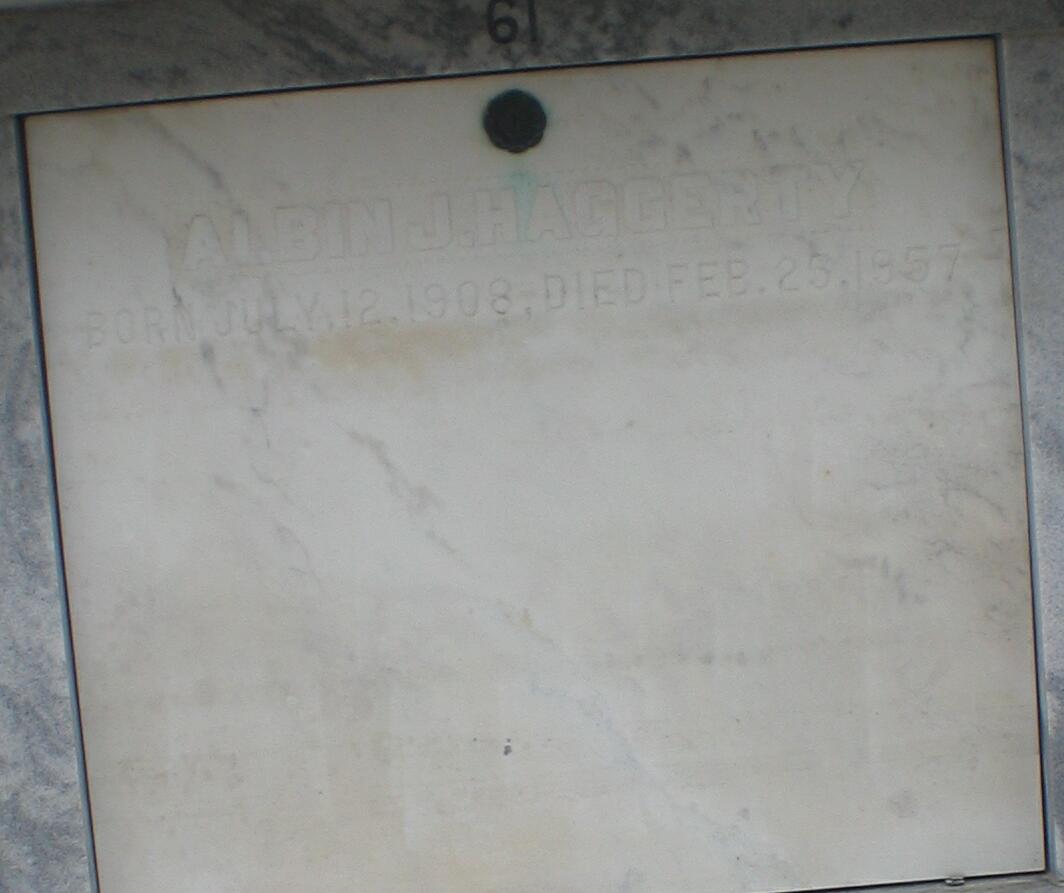 61
ALBIN J. HAGGERTY
BORN JULY, 12, 1908, DIED FEB. 25, 1957